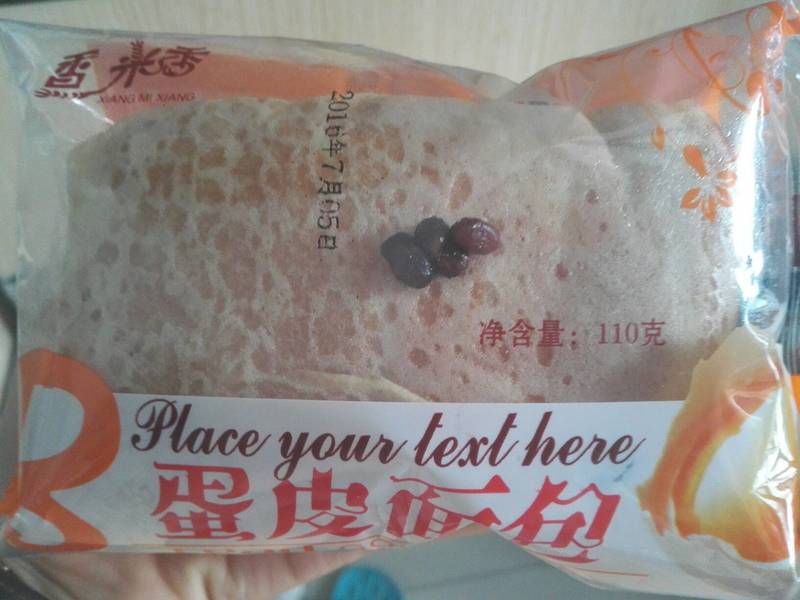 香米香
XIANG MI XIANG
2016年7月05日
净含量：110克
Place your text here
蛋皮面包